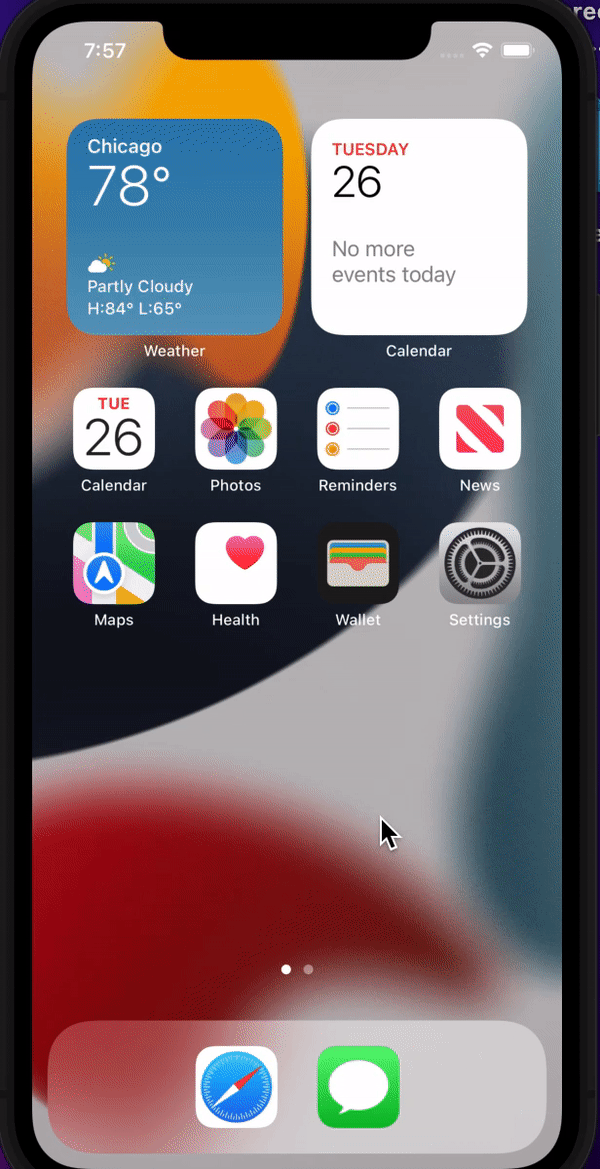 7:57
Chicago
78°
Partly Cloudy
H:84° L:65°
Weather
TUESDAY
26
No more
events today
Calendar
TUE
26
Calendar
Photos
Reminders
News
Maps
Health
Wallet
Settings